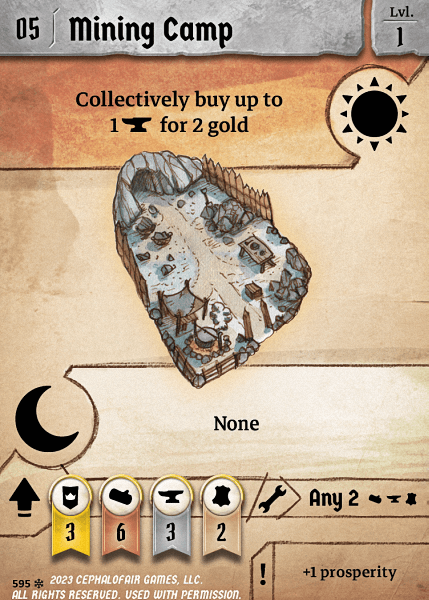 05 Mining Camp
Lvl.
1
Collectively buy up to
1 for 2 gold
None
3 6 3 2
Any 2
! +1 prosperity
595 2023 CEPHALOFAIR GAMES, LLC.
ALL RIGHTS RESERVED. USED WITH PERMISSION.